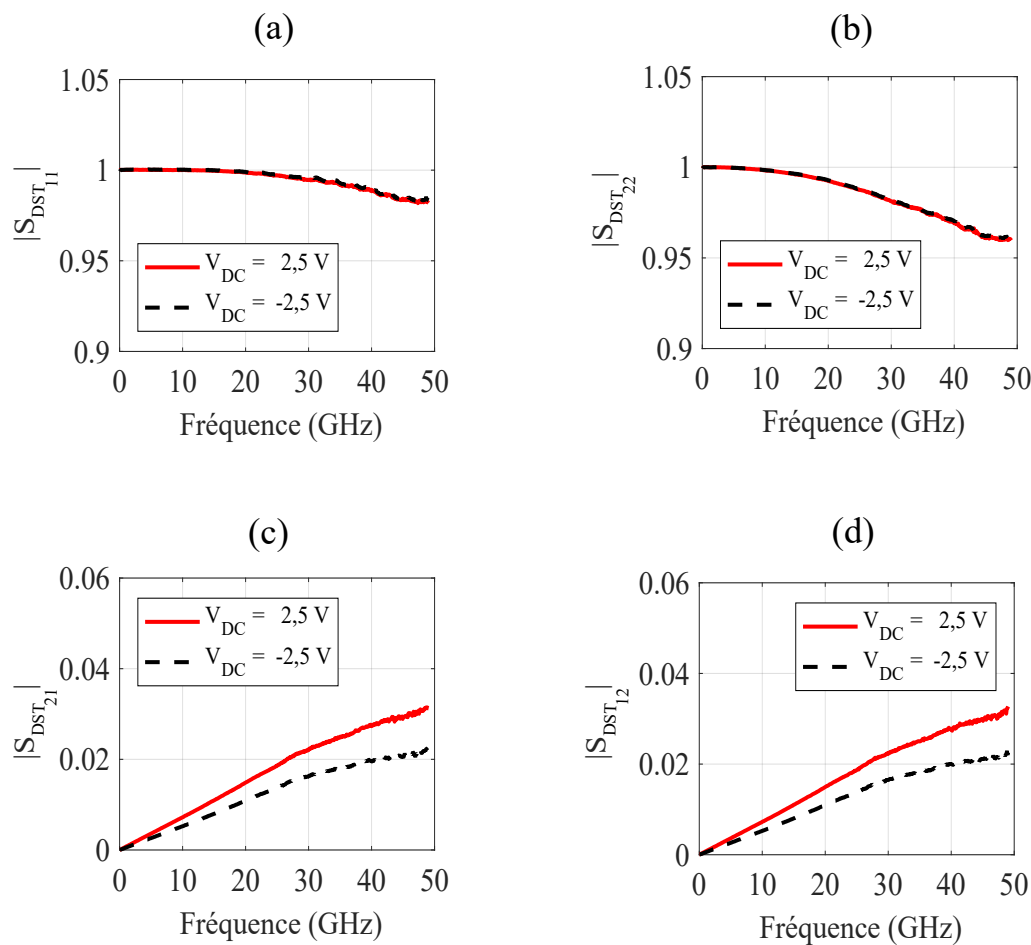 (a)
1.05
1
0.95
0.9
|S_DST_11|
V_DC = 2,5 V
V_DC = -2,5 V
0 10 20 30 40 50
Fréquence (GHz)
(b)
1.05
1
0.95
0.9
|S_DST_22|
V_DC = 2,5 V
V_DC = -2,5 V
0 10 20 30 40 50
Fréquence (GHz)
(c)
0.06
0.04
0.02
0
|S_DST_21|
V_DC = 2,5 V
V_DC = -2,5 V
0 10 20 30 40 50
Fréquence (GHz)
(d)
0.06
0.04
0.02
0
|S_DST_12|
V_DC = 2,5 V
V_DC = -2,5 V
0 10 20 30 40 50
Fréquence (GHz)